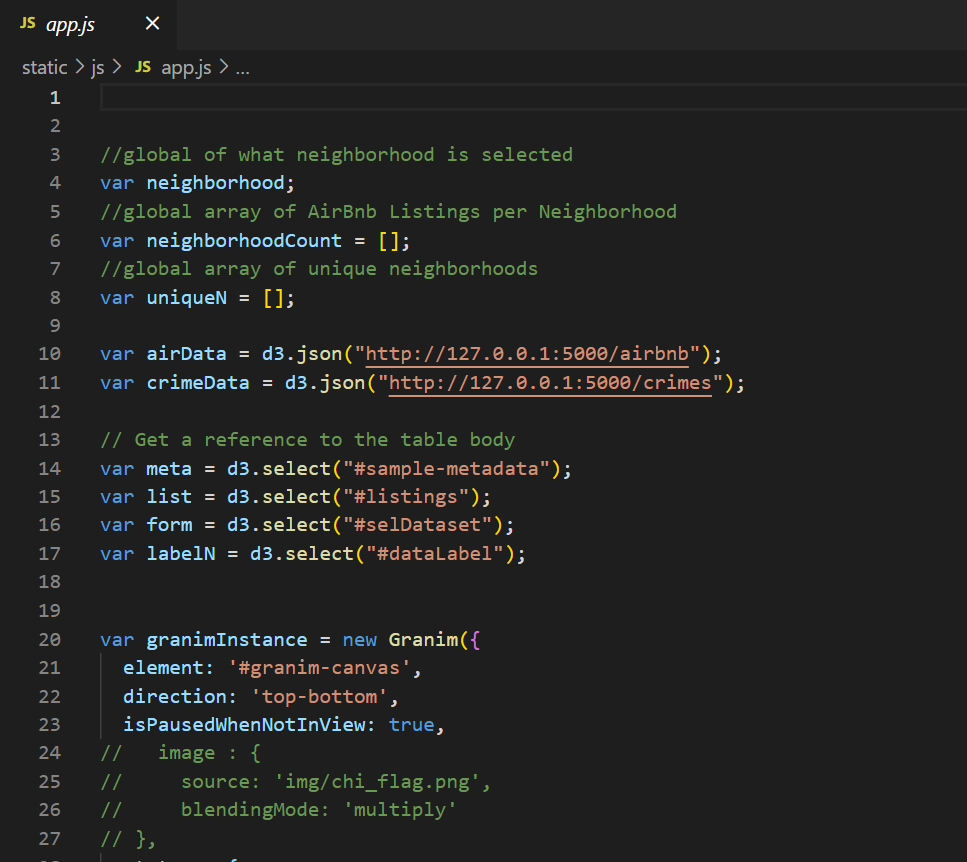 JS app.js ×
static > js > JS app.js > ...
1
2
3 //global of what neighborhood is selected
4 var neighborhood;
5 //global array of AirBnb Listings per Neighborhood
6 var neighborhoodCount = [];
7 //global array of unique neighborhoods
8 var uniqueN = [];
9
10 var airData = d3.json("http://127.0.0.1:5000/airbnb");
11 var crimeData = d3.json("http://127.0.0.1:5000/crimes");
12
13 // Get a reference to the table body
14 var meta = d3.select("#sample-metadata");
15 var list = d3.select("#listings");
16 var form = d3.select("#selDataset");
17 var labelN = d3.select("#dataLabel");
18
19
20 var granimInstance = new Granim({
21   element: '#granim-canvas',
22   direction: 'top-bottom',
23   isPausedWhenNotInView: true,
24 //   image : {
25 //     source: 'img/chi_flag.png',
26 //     blendingMode: 'multiply'
27 // },